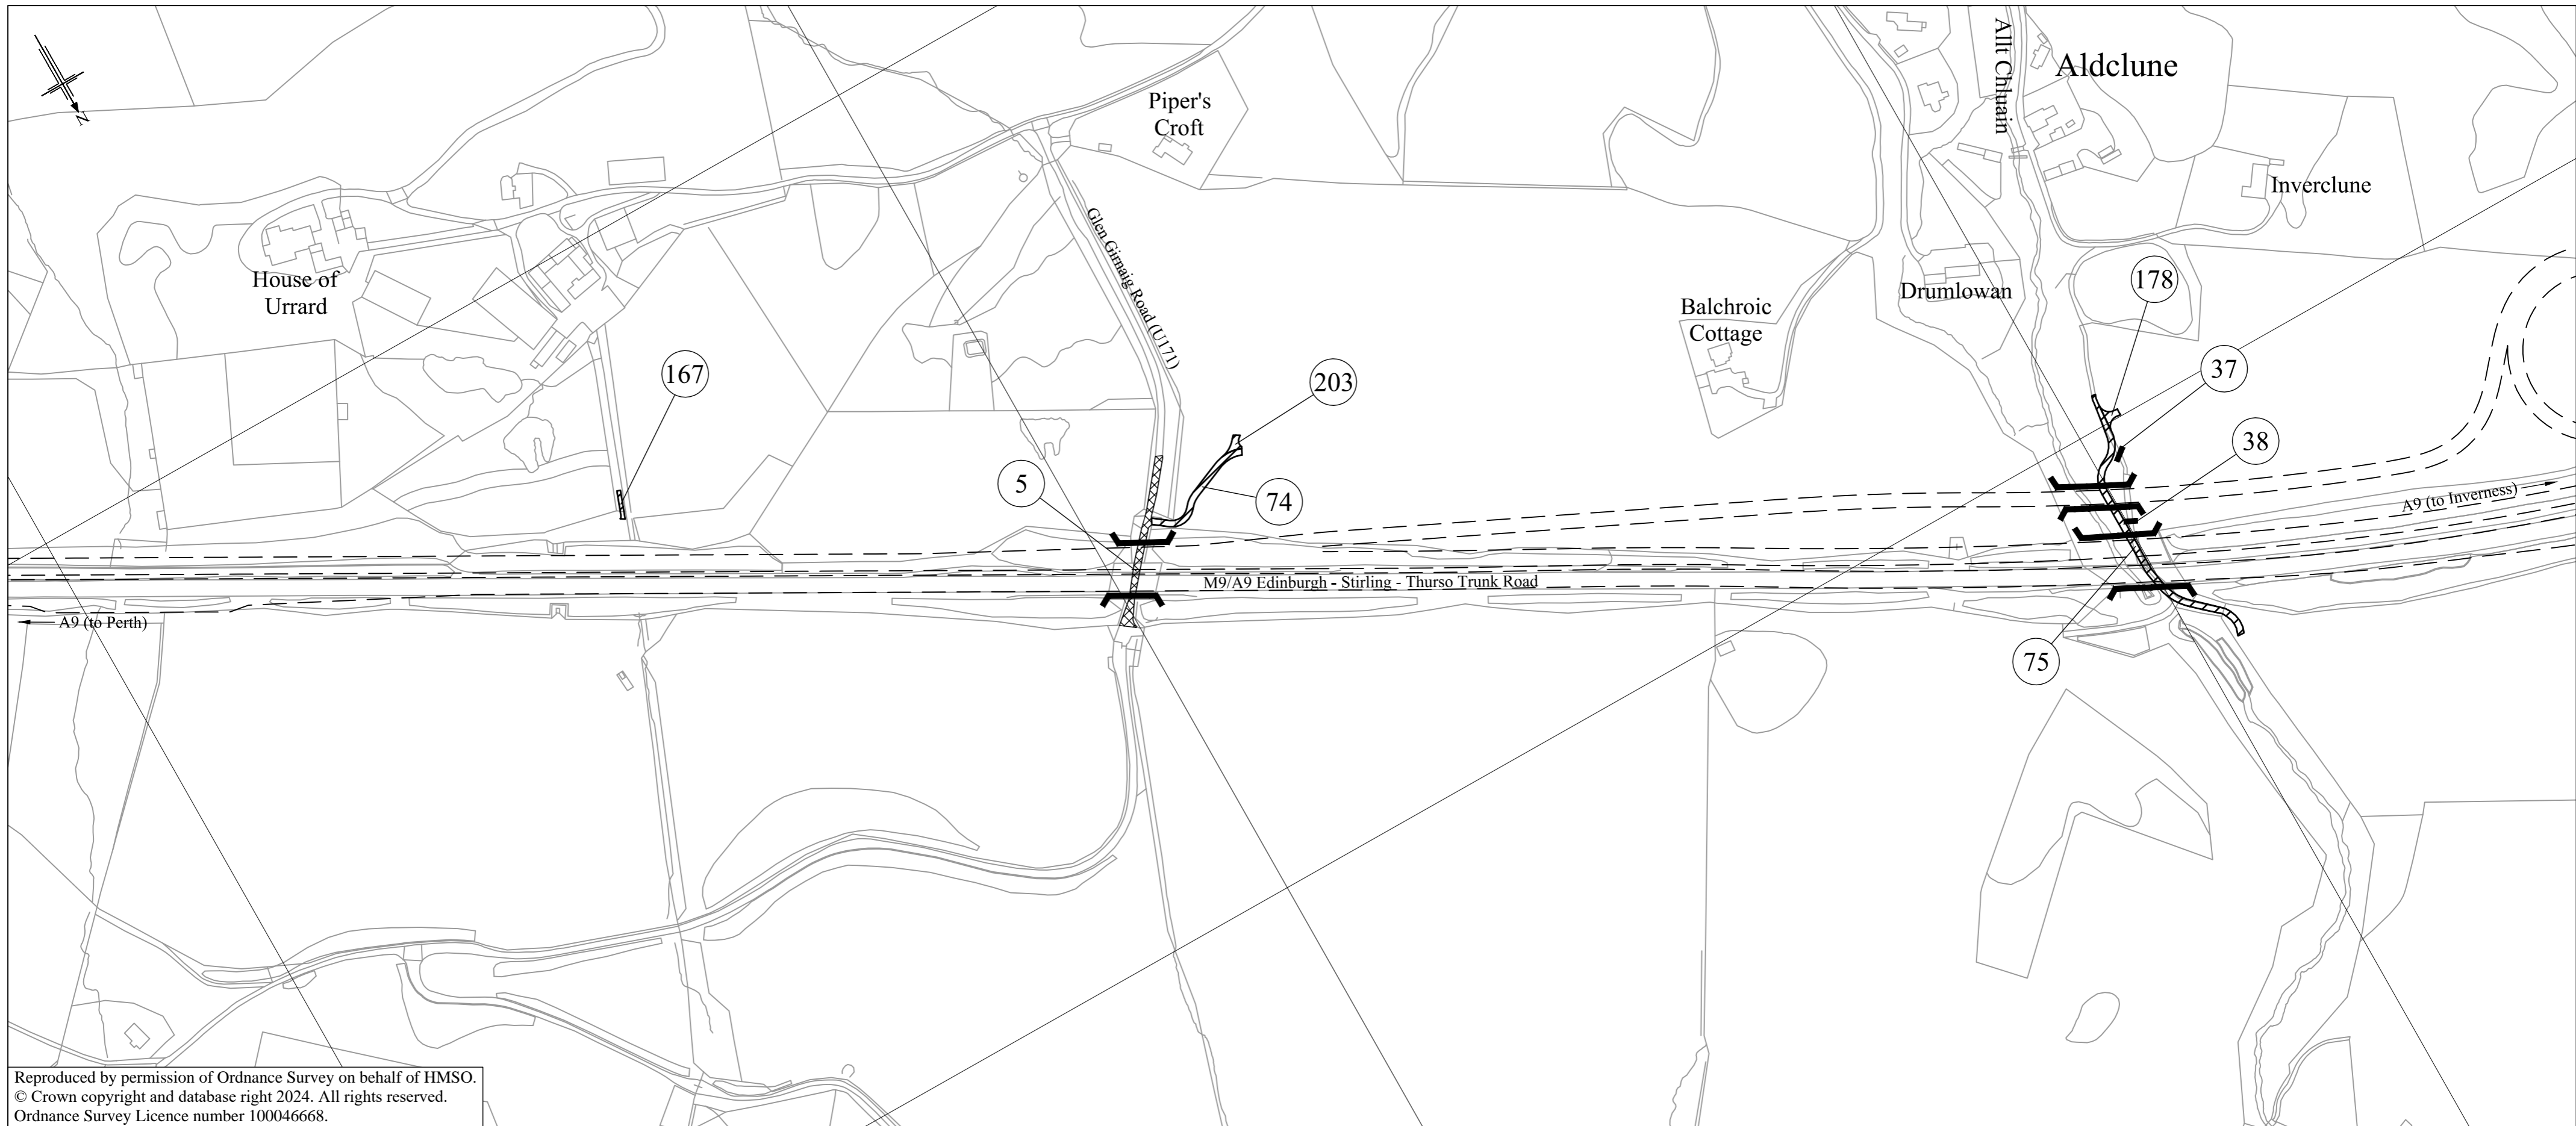 N
Allt Chluain
Aldclune
Piper's
Croft
Inverclune
Glen Girnaig Road (U171)
House of
Urrard
178
Drumlowan
Balchroic
Cottage
167
203
37
38
5
74
A9 (to Inverness)
M9/A9 Edinburgh - Stirling - Thurso Trunk Road
A9 (to Perth)
75
Reproduced by permission of Ordnance Survey on behalf of HMSO.
© Crown copyright and database right 2024. All rights reserved.
Ordnance Survey Licence number 100046668.